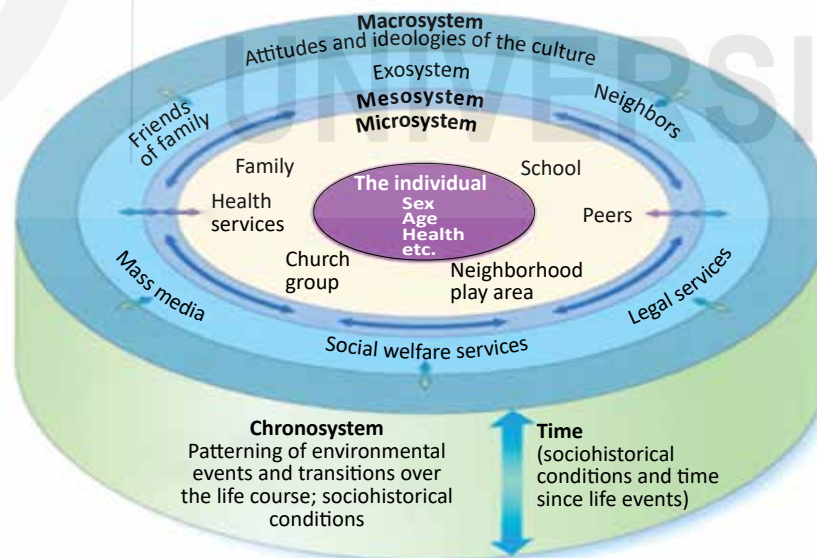 Macrosystem
Attitudes and ideologies of the culture
UNIVERSI
Exosystem
Mesosystem
Microsystem
Friends
of family
Neighbors
Family
School
The individual
Sex
Age
Health
etc.
Health
services
Peers
Church
group
Neighborhood
play area
Mass media
Legal services
Social welfare services
Chronosystem
Patterning of environmental
events and transitions over
the life course; sociohistorical
conditions
Time
(sociohistorical
conditions and time
since life events)